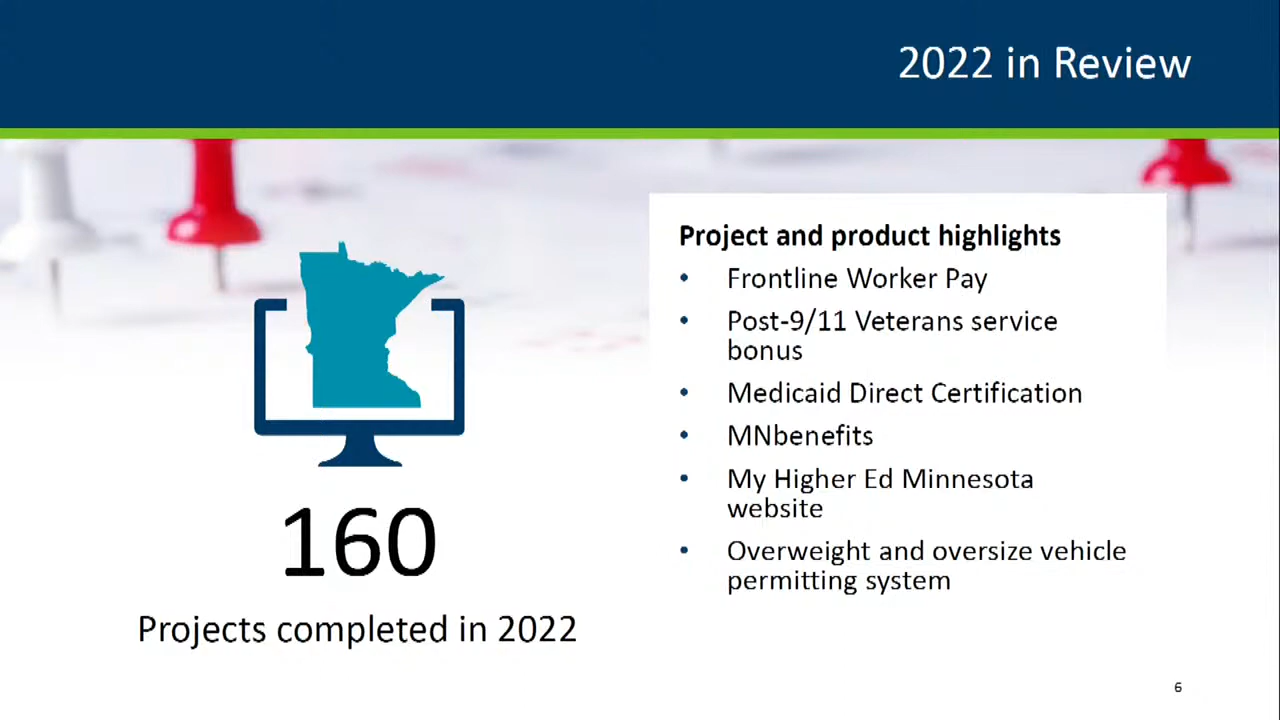 2022 in Review
160
Projects completed in 2022
Project and product highlights
• Frontline Worker Pay
• Post-9/11 Veterans service
bonus
• Medicaid Direct Certification
• MNbenefits
• My Higher Ed Minnesota
website
• Overweight and oversize vehicle
permitting system
6